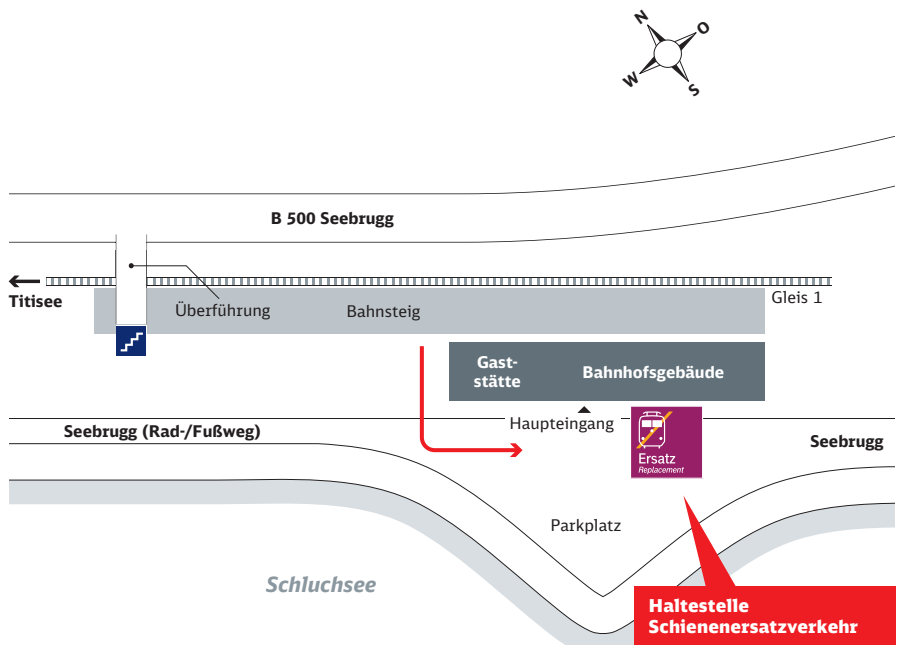 N
O
W
S
B 500 Seebrugg
Titisee
Überführung
Bahnsteig
Gleis 1
Gast-
stätte
Bahnhofsgebäude
Haupteingang
Seebrugg (Rad-/Fußweg)
Seebrugg
Ersatz
Replacement
Parkplatz
Schluchsee
Haltestelle
Schienenersatzverkehr